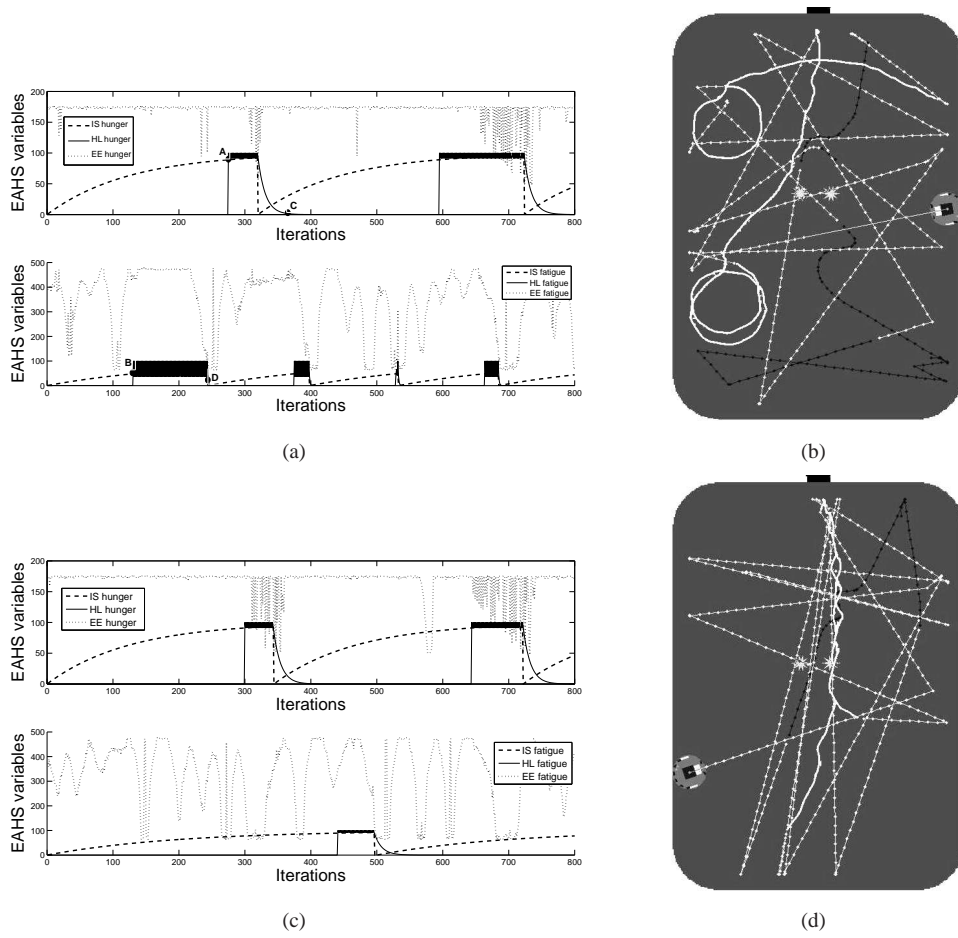 EAHS variables
200
150
100
50
0
IS hunger
HL hunger
EE hunger
A
C
0 100 200 300 400 500 600 700 800
Iterations
EAHS variables
500
400
300
200
100
0
IS fatigue
HL fatigue
EE fatigue
B
D
0 100 200 300 400 500 600 700 800
Iterations
(a)
(b)
EAHS variables
200
150
100
50
0
IS hunger
HL hunger
EE hunger
0 100 200 300 400 500 600 700 800
Iterations
EAHS variables
500
400
300
200
100
0
IS fatigue
HL fatigue
EE fatigue
0 100 200 300 400 500 600 700 800
Iterations
(c)
(d)